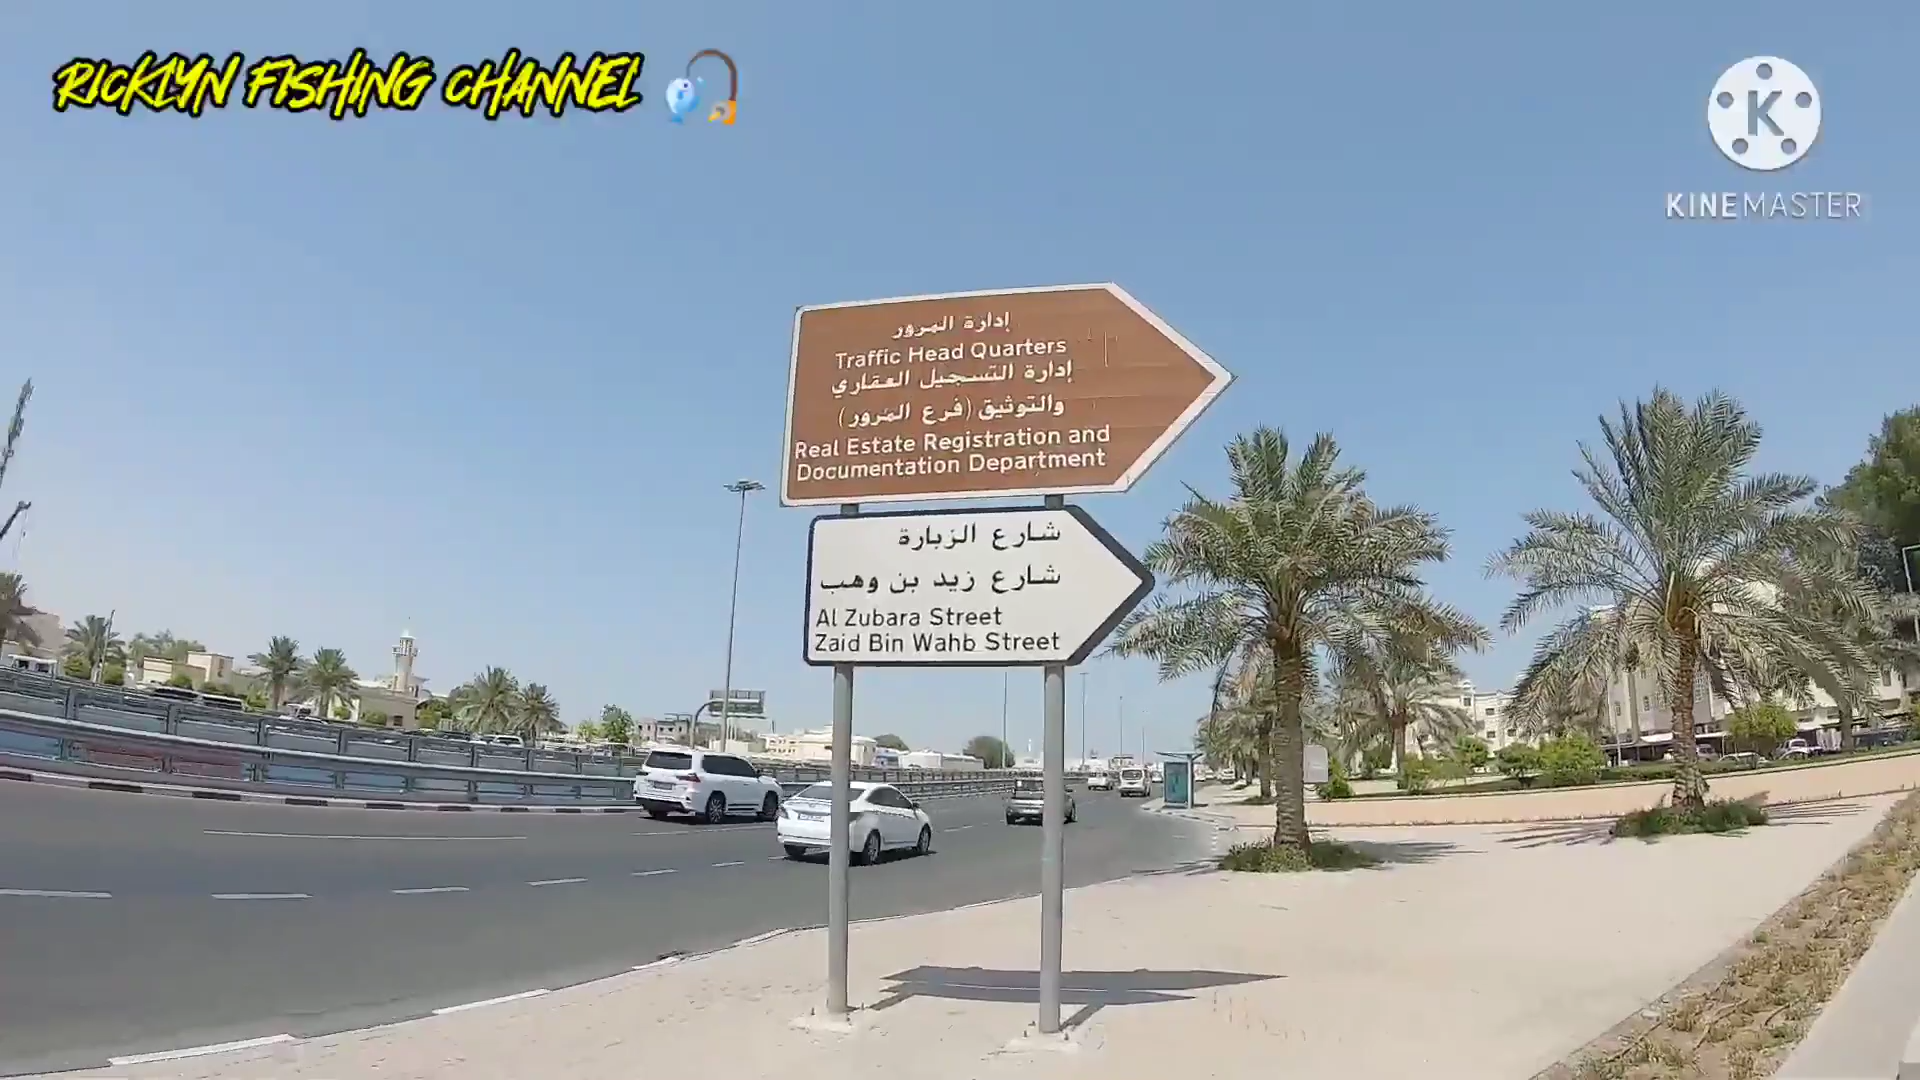 RICKLYN FISHING CHANNEL
K
KINEMASTER
إدارة المرور
Traffic Head Quarters
إدارة التسجيل العقاري
والتوثيق (فرع المرور)
Real Estate Registration and
Documentation Department
شارع الزبارة
شارع زيد بن وهب
Al Zubara Street
Zaid Bin Wahb Street